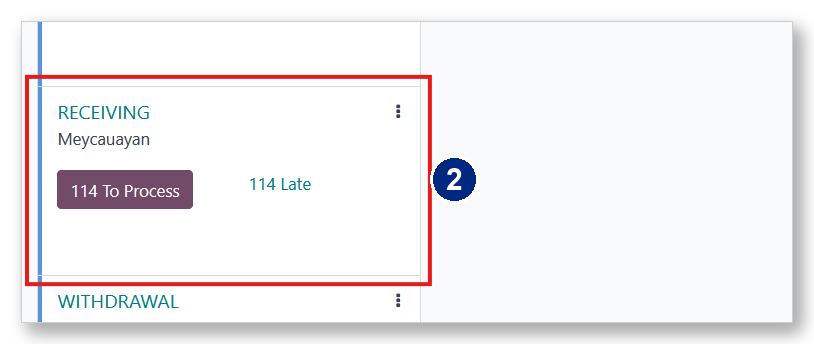 RECEIVING
Meycauayan
114 To Process
114 Late
2
WITHDRAWAL